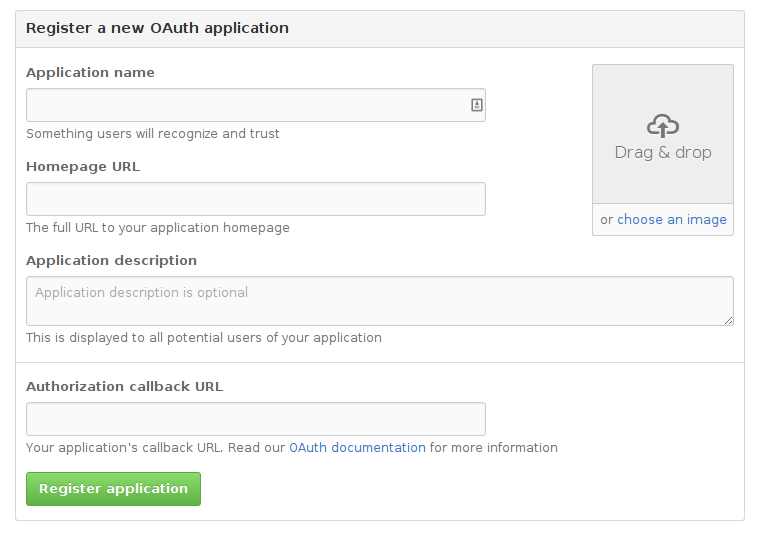 Register a new OAuth application
Application name
Something users will recognize and trust
Drag & drop
or choose an image
Homepage URL
The full URL to your application homepage
Application description
Application description is optional
This is displayed to all potential users of your application
Authorization callback URL
Your application's callback URL. Read our OAuth documentation for more information
Register application